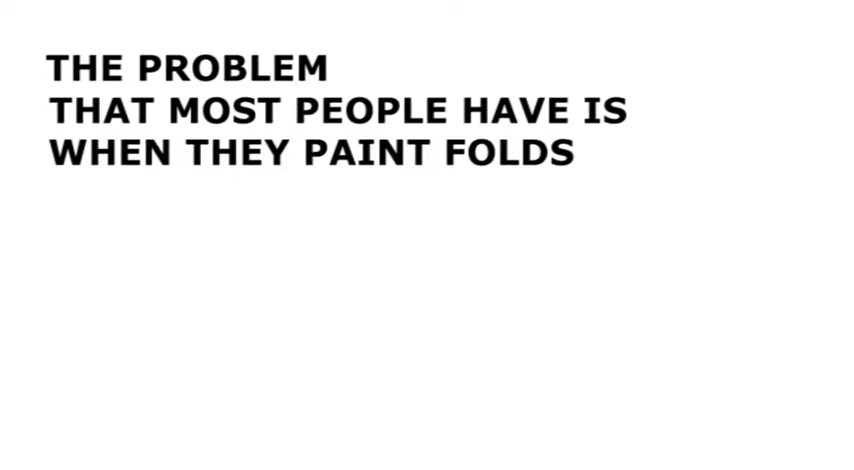 THE PROBLEM
THAT MOST PEOPLE HAVE IS
WHEN THEY PAINT FOLDS